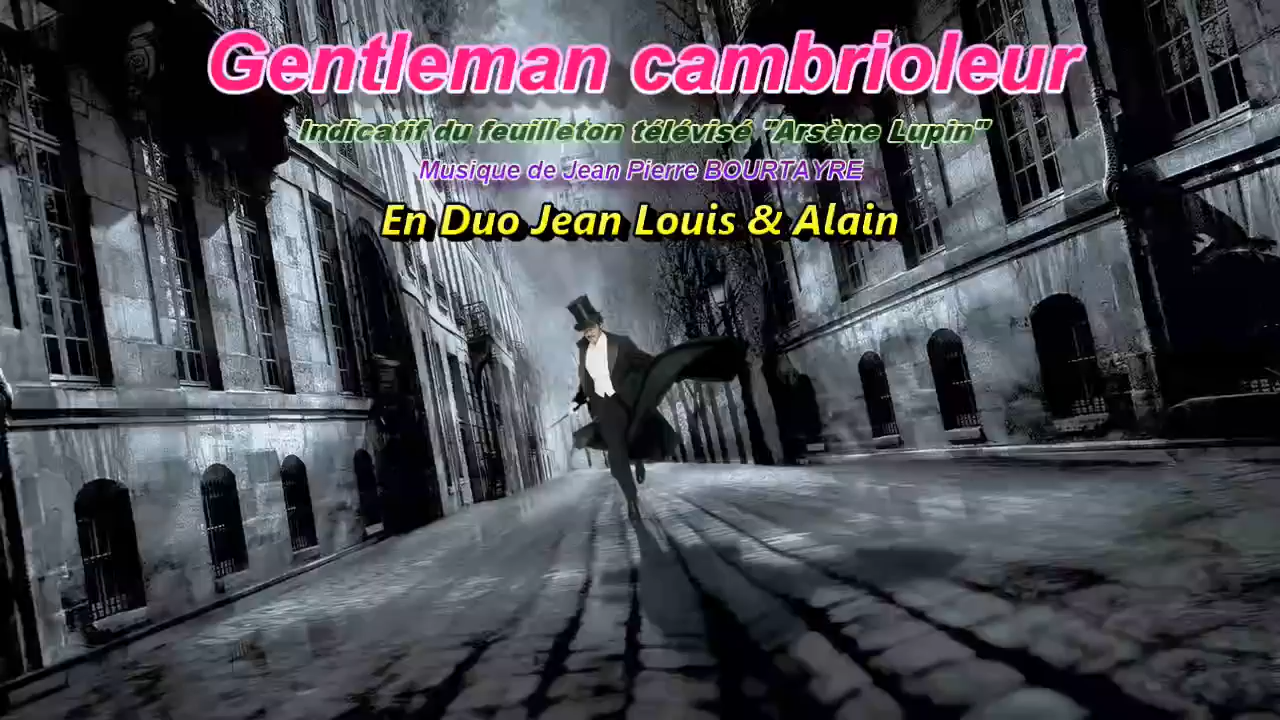 Gentleman cambrioleur
Indicatif du feuilleton télévisé "Arsène Lupin"
Musique de Jean Pierre BOURTAYRE
En Duo Jean Louis & Alain